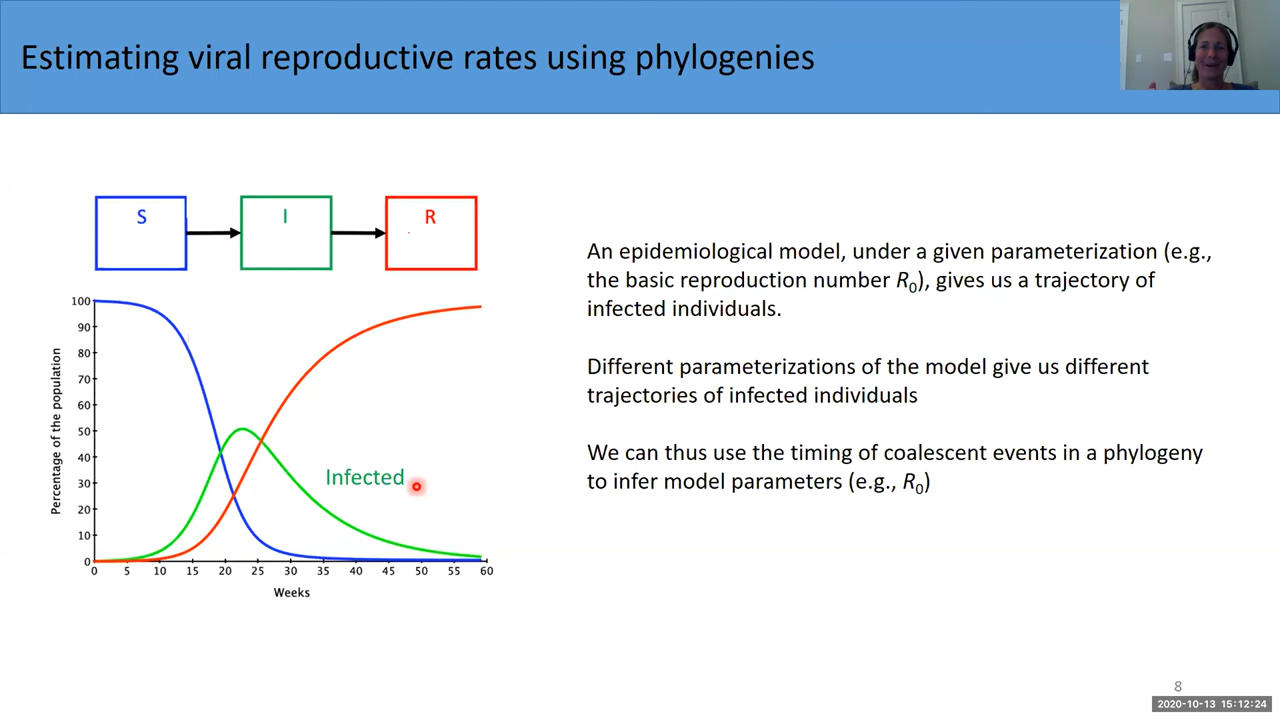 Estimating viral reproductive rates using phylogenies
S
I
R
An epidemiological model, under a given parameterization (e.g.,
the basic reproduction number R0), gives us a trajectory of
infected individuals.
Different parameterizations of the model give us different
trajectories of infected individuals
We can thus use the timing of coalescent events in a phylogeny
to infer model parameters (e.g., R0)
Percentage of the population
100
90
80
70
60
50
40
30
20
10
0
Infected
0 5 10 15 20 25 30 35 40 45 50 55 60
Weeks
8
2020-10-13 15:12:24